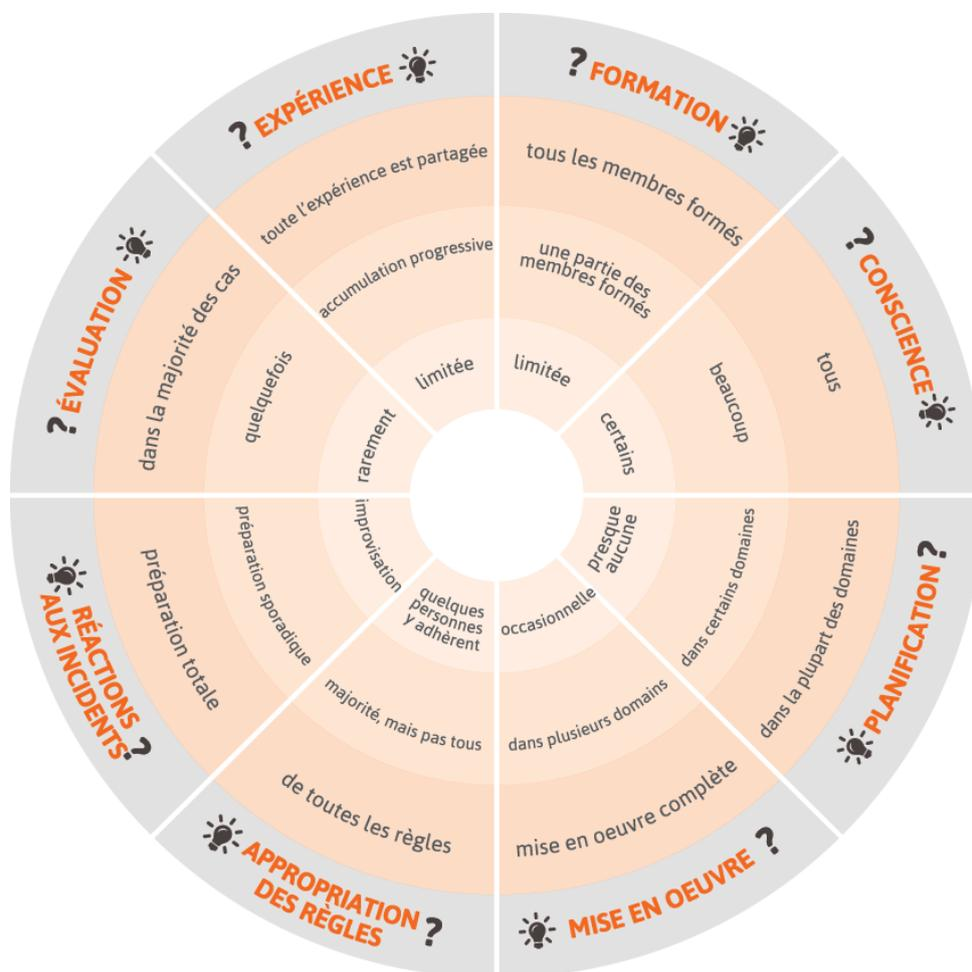 ? EXPÉRIENCE
toute l'expérience est partagée
accumulation progressive
limitée
? FORMATION
tous les membres formés
une partie des
membres formés
limitée
? CONSCIENCE
tous
beaucoup
certains
PLANIFICATION ?
dans la plupart des domaines
dans certains domaines
presque
aucune
MISE EN OEUVRE ?
mise en oeuvre complète
dans plusieurs domains
occasionnelle
APPROPRIATION
DES RÈGLES ?
de toutes les règles
majorité, mais pas tous
quelques
personnes
y adhèrent
RÉACTIONS
AUX INCIDENTS ?
préparation totale
préparation sporadique
improvisation
? ÉVALUATION
dans la majorité des cas
quelquefois
rarement